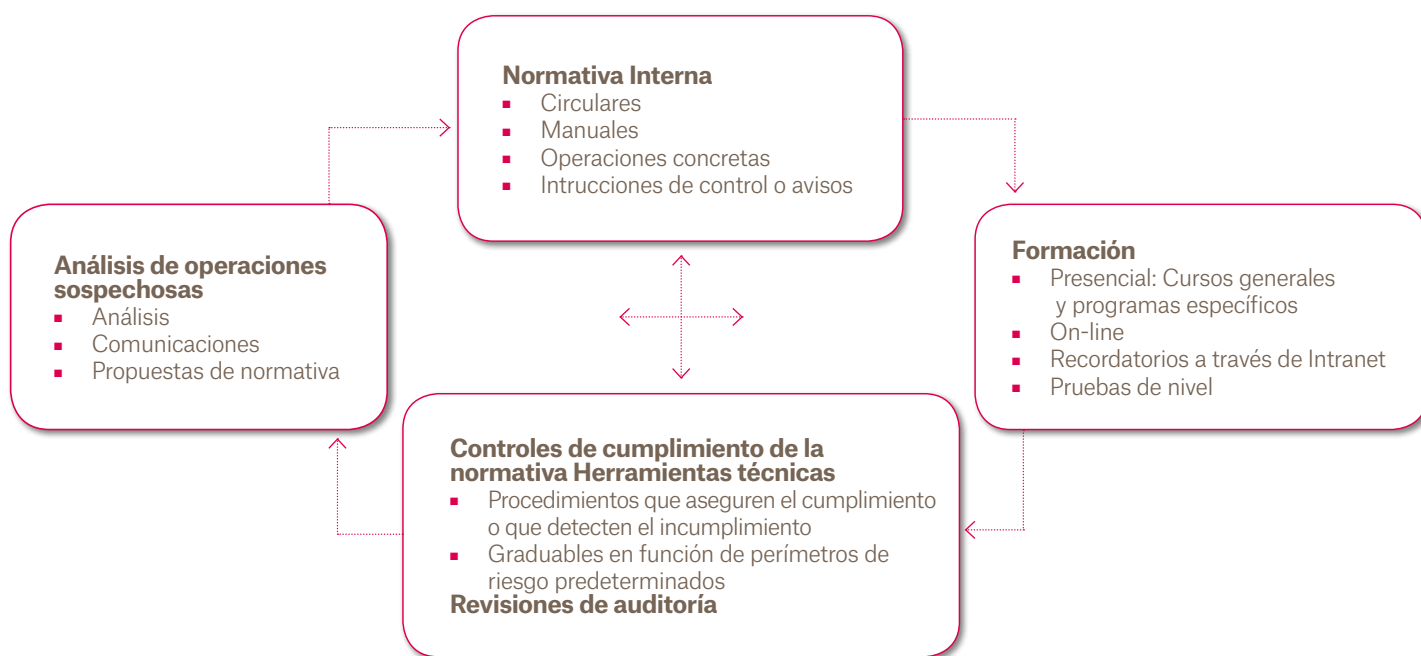 Normativa Interna
▪ Circulares
▪ Manuales
▪ Operaciones concretas
▪ Intrucciones de control o avisos
Formación
▪ Presencial: Cursos generales
y programas específicos
▪ On-line
▪ Recordatorios a través de Intranet
▪ Pruebas de nivel
Controles de cumplimiento de la
normativa Herramientas técnicas
▪ Procedimientos que aseguren el cumplimiento
o que detecten el incumplimiento
▪ Graduables en función de perímetros de
riesgo predeterminados
Revisiones de auditoría
Análisis de operaciones
sospechosas
▪ Análisis
▪ Comunicaciones
▪ Propuestas de normativa